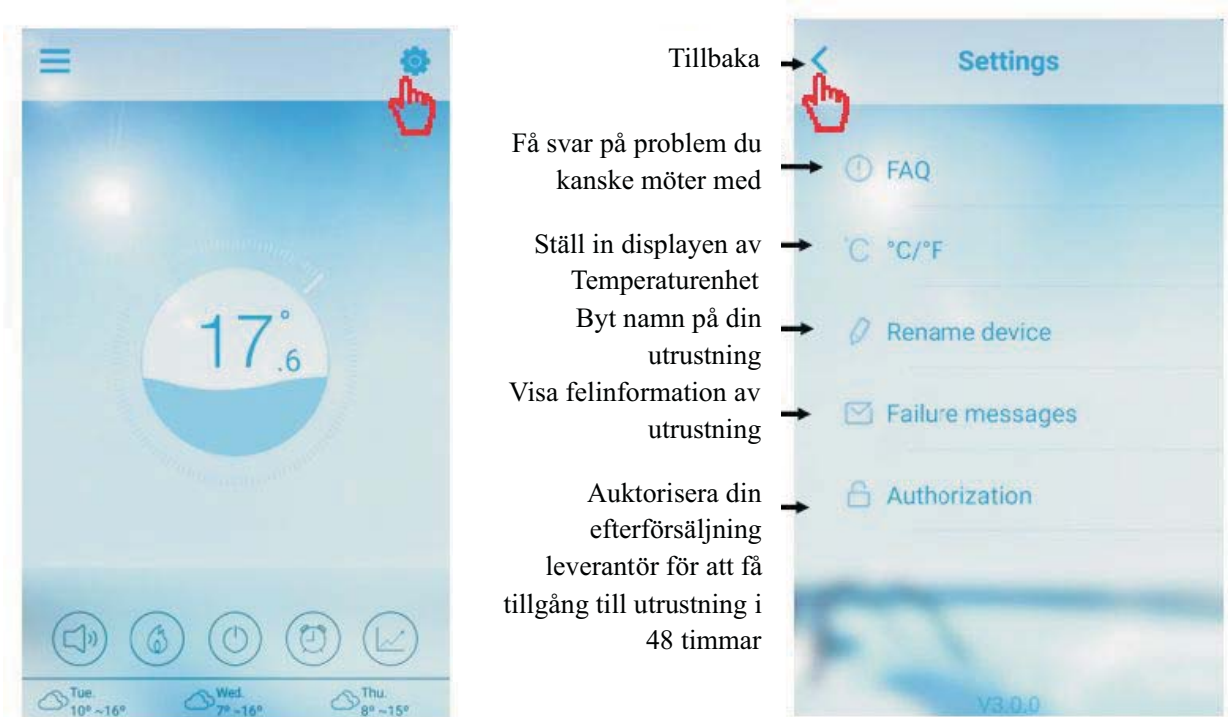 17°.6
Tue.
10° ~16°
Wed.
7° ~16°
Thu.
8° ~15°
Tillbaka
Få svar på problem du
kanske möter med
Ställ in displayen av
Temperaturenhet
Byt namn på din
utrustning
Visa felinformation av
utrustning
Auktorisera din
efterförsäljning
leverantör för att få
tillgång till utrustning i
48 timmar
Settings
FAQ
°C °C/°F
Rename device
Failure messages
Authorization
V3.0.0